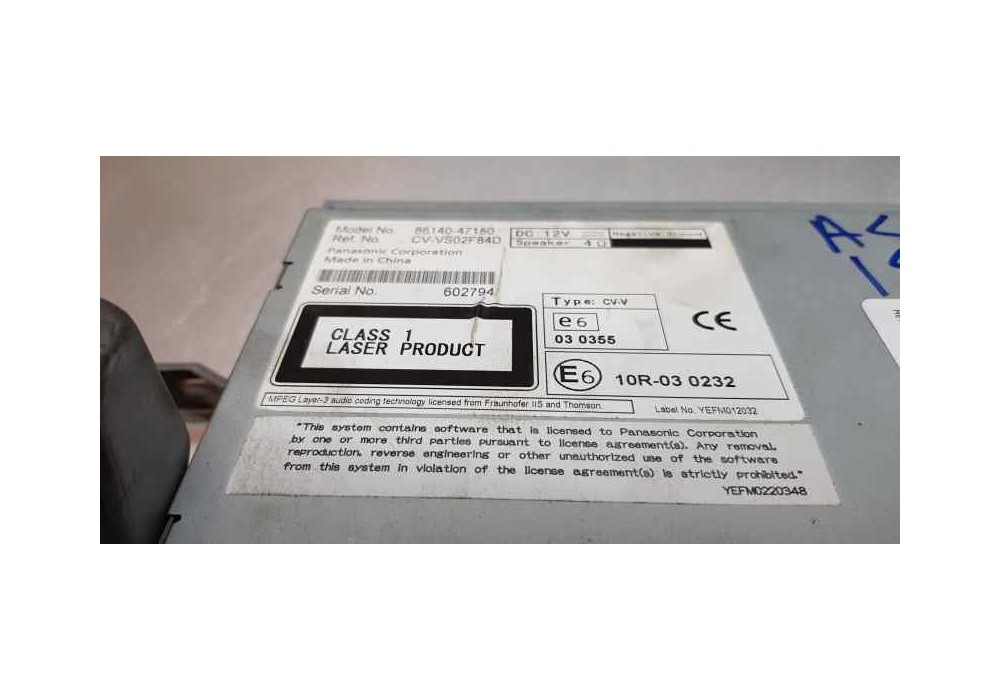 Model No. 86140-47180
Ref. No. CV-VS02F84D
Panasonic Corporation
Made in China
Serial No. 602794
DC 12V Negative Ground
Speaker 4Ω
Type: CV-V
e6
03 0355
CE
CLASS 1
LASER PRODUCT
E6 10R-03 0232
MPEG Layer-3 audio coding technology licensed from Fraunhofer IIS and Thomson.
Label No. YEFM012032
"This system contains software that is licensed to Panasonic Corporation
by one or more third parties pursuant to license agreement(s). Any removal,
reproduction, reverse engineering or other unauthorized use of the software
from this system in violation of the license agreement(s) is strictly prohibited."
YEFM0220348